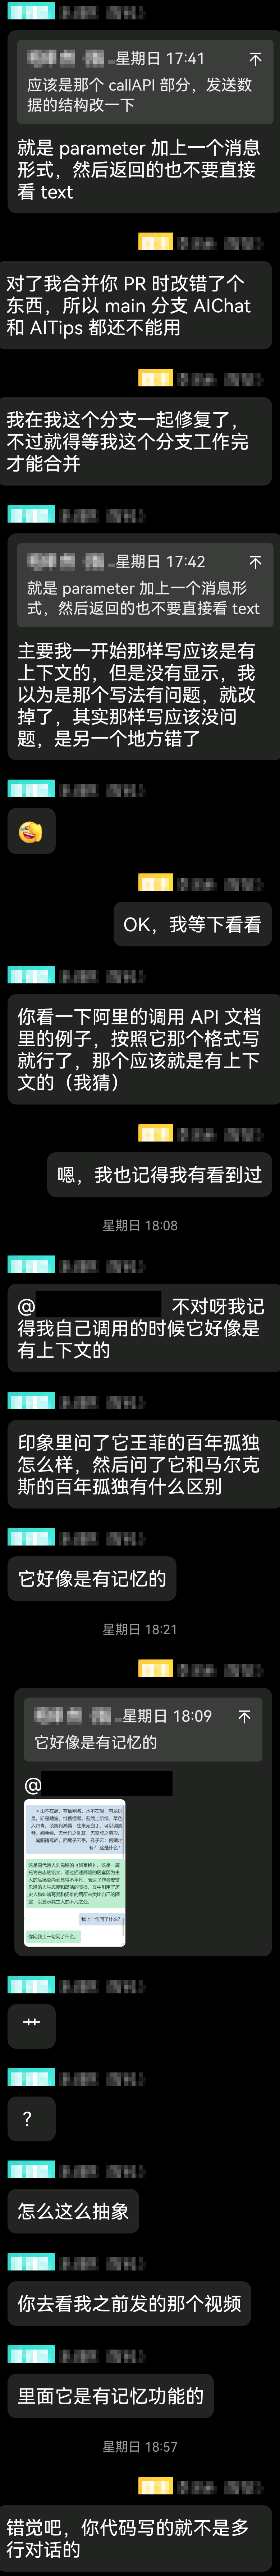 星期日 17:41
应该是那个 callAPI 部分，发送数
据的结构改一下
就是 parameter 加上一个消息
形式，然后返回的也不要直接
看 text
对了我合并你 PR 时改错了个
东西，所以 main 分支 AIChat
和 AITips 都还不能用
我在我这个分支一起修复了，
不过就得等我这个分支工作完
才能合并
星期日 17:42
就是 parameter 加上一个消息形
式，然后返回的也不要直接看 text
主要我一开始那样写应该是有
上下文的，但是没有显示，我
以为是那个写法有问题，就改
掉了，其实那样写应该没问
题，是另一个地方错了
OK，我等下看看
你看一下阿里的调用 API 文档
里的例子，按照它那个格式写
就行了，那个应该就是有上下
文的（我猜）
嗯，我也记得我有看到过
星期日 18:08
@ 不对呀我记
得我自己调用的时候它好像是
有上下文的
印象里问了它王菲的百年孤独
怎么样，然后问了它和马尔克
斯的百年孤独有什么区别
它好像是有记忆的
星期日 18:21
星期日 18:09
它好像是有记忆的
@
我上一句问了什么?
你问我上一句问了什么。
艹
？
怎么这么抽象
你去看我之前发的那个视频
里面它是有记忆功能的
星期日 18:57
错觉吧，你代码写的就不是多
行对话的